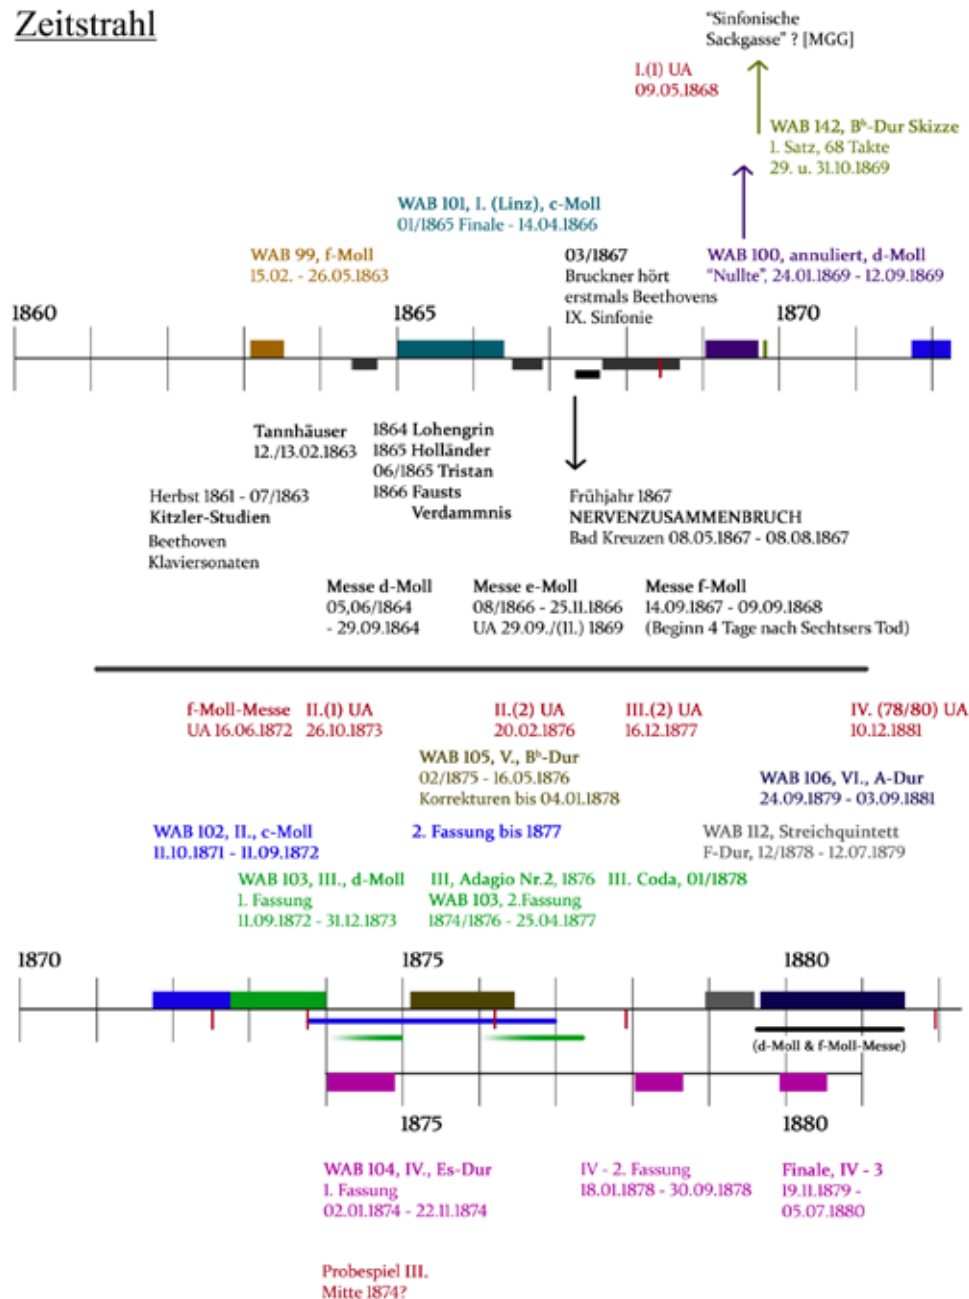 Zeitstrahl
"Sinfonische
Sackgasse" ? [MGG]
I.(1) UA
09.05.1868
WAB 142, Bᵇ-Dur Skizze
1. Satz, 68 Takte
29. u. 31.10.1869
WAB 101, I. (Linz), c-Moll
01/1865 Finale - 14.04.1866
WAB 99, f-Moll
15.02. - 26.05.1863
03/1867
Bruckner hört
erstmals Beethovens
IX. Sinfonie
WAB 100, annuliert, d-Moll
"Nullte", 24.01.1869 - 12.09.1869
1860
1865
1870
Tannhäuser
12./13.02.1863
1864 Lohengrin
1865 Holländer
06/1865 Tristan
1866 Fausts
Verdammnis
Herbst 1861 - 07/1863
Kitzler-Studien
Beethoven
Klaviersonaten
Frühjahr 1867
NERVENZUSAMMENBRUCH
Bad Kreuzen 08.05.1867 - 08.08.1867
Messe d-Moll
05,06/1864
- 29.09.1864
Messe e-Moll
08/1866 - 25.11.1866
UA 29.09./(11.) 1869
Messe f-Moll
14.09.1867 - 09.09.1868
(Beginn 4 Tage nach Sechtsers Tod)
f-Moll-Messe
UA 16.06.1872
II.(1) UA
26.10.1873
II.(2) UA
20.02.1876
III.(2) UA
16.12.1877
IV. (78/80) UA
10.12.1881
WAB 105, V., Bᵇ-Dur
02/1875 - 16.05.1876
Korrekturen bis 04.01.1878
WAB 106, VI., A-Dur
24.09.1879 - 03.09.1881
WAB 102, II., c-Moll
11.10.1871 - 11.09.1872
2. Fassung bis 1877
WAB 112, Streichquintett
F-Dur, 12/1878 - 12.07.1879
WAB 103, III., d-Moll
1. Fassung
11.09.1872 - 31.12.1873
III, Adagio Nr.2, 1876
WAB 103, 2.Fassung
1874/1876 - 25.04.1877
III. Coda, 01/1878
1870
1875
1880
(d-Moll & f-Moll-Messe)
1875
1880
WAB 104, IV., Es-Dur
1. Fassung
02.01.1874 - 22.11.1874
IV - 2. Fassung
18.01.1878 - 30.09.1878
Finale, IV - 3
19.11.1879 -
05.07.1880
Probespiel III.
Mitte 1874?